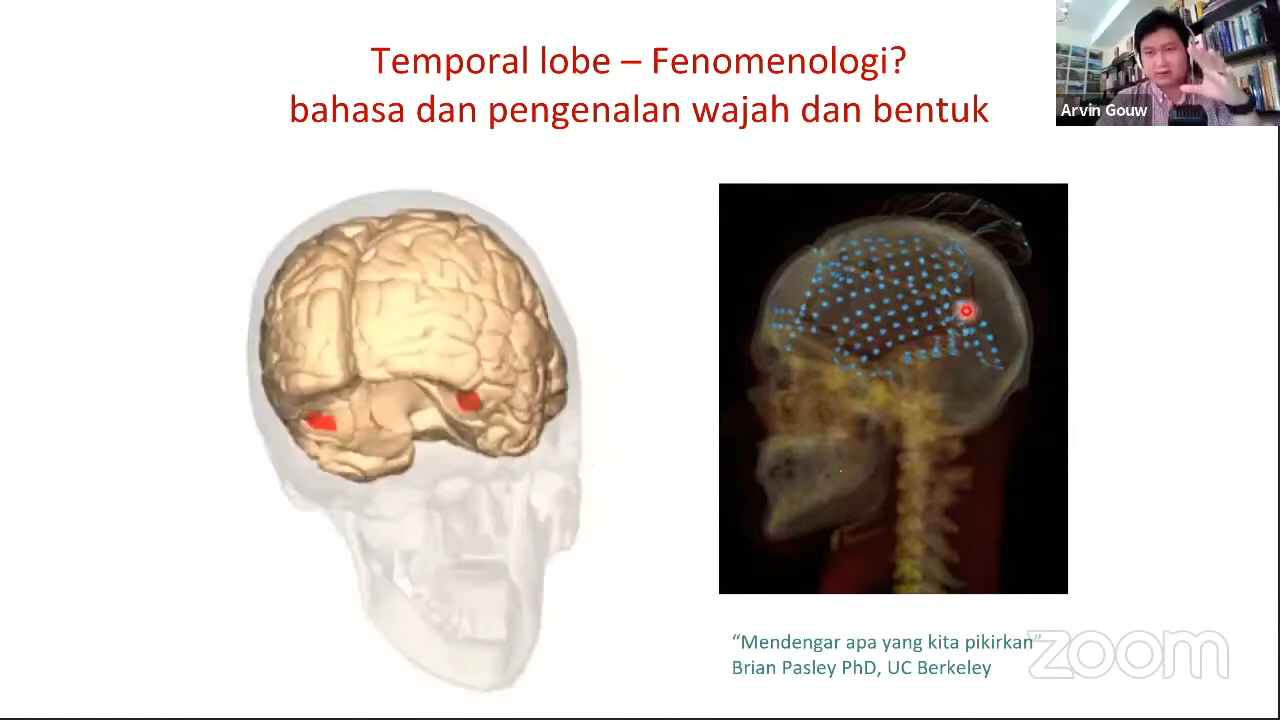 Temporal lobe – Fenomenologi?
bahasa dan pengenalan wajah dan bentuk
Arvin Gouw
“Mendengar apa yang kita pikirkan”
Brian Pasley PhD, UC Berkeley
zoom